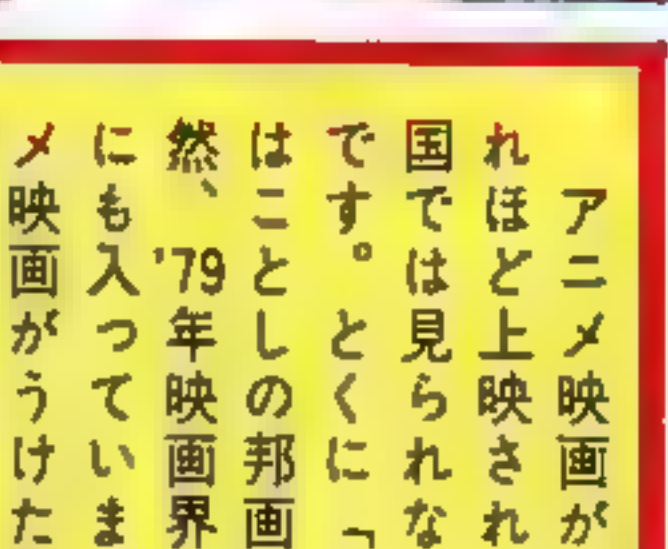 アニメ映画が
れほど上映され
国では見られな
です。とくに「
はことしの邦画
然、'79年映画界
にも入っていま
メ映画がうけた